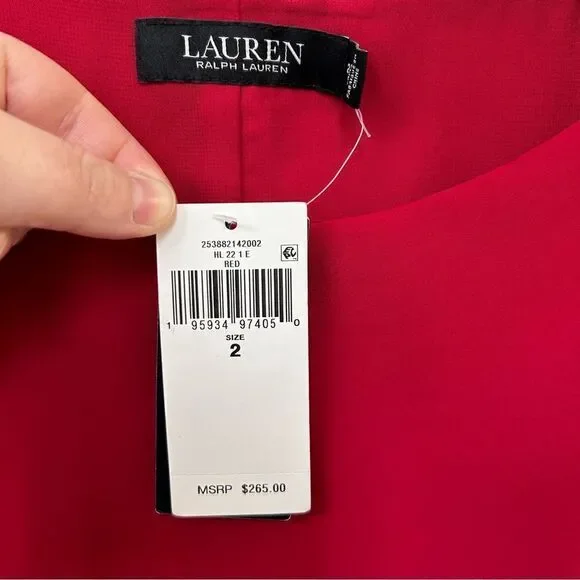 LAUREN
RALPH LAUREN
253882142002
HL 22 1 E
RED
1 95934 97405 0
SIZE
2
MSRP $265.00